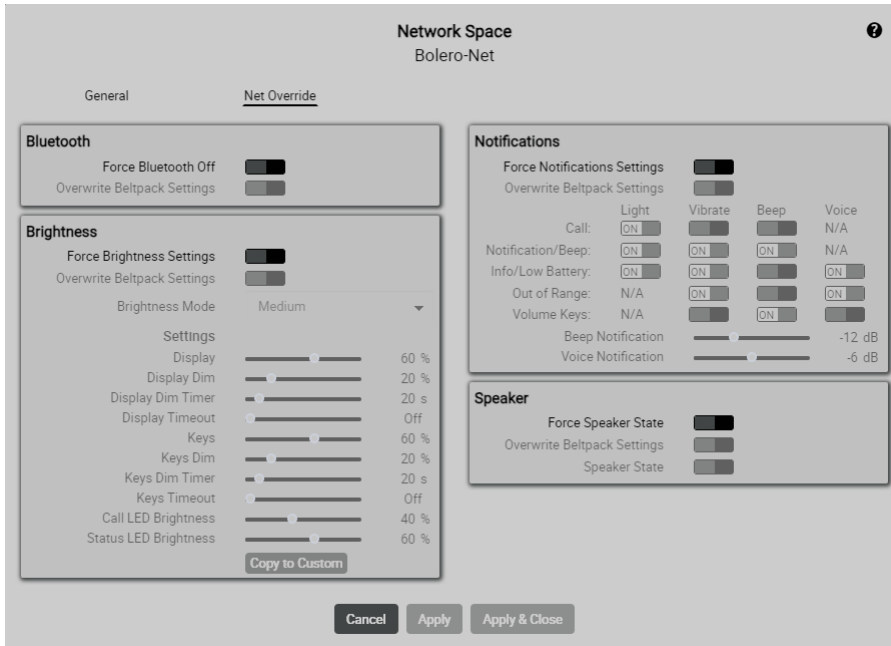 Network Space
Bolero-Net
?
General Net Override
Bluetooth
Force Bluetooth Off
Overwrite Beltpack Settings
Brightness
Force Brightness Settings
Overwrite Beltpack Settings
Brightness Mode Medium
Settings
Display 60 %
Display Dim 20 %
Display Dim Timer 20 s
Display Timeout Off
Keys 60 %
Keys Dim 20 %
Keys Dim Timer 20 s
Keys Timeout Off
Call LED Brightness 40 %
Status LED Brightness 60 %
Copy to Custom
Notifications
Force Notifications Settings
Overwrite Beltpack Settings
Light Vibrate Beep Voice
Call: ON N/A
Notification/Beep: ON ON ON N/A
Info/Low Battery: ON ON ON
Out of Range: N/A ON ON
Volume Keys: N/A ON
Beep Notification -12 dB
Voice Notification -6 dB
Speaker
Force Speaker State
Overwrite Beltpack Settings
Speaker State
Cancel Apply Apply & Close